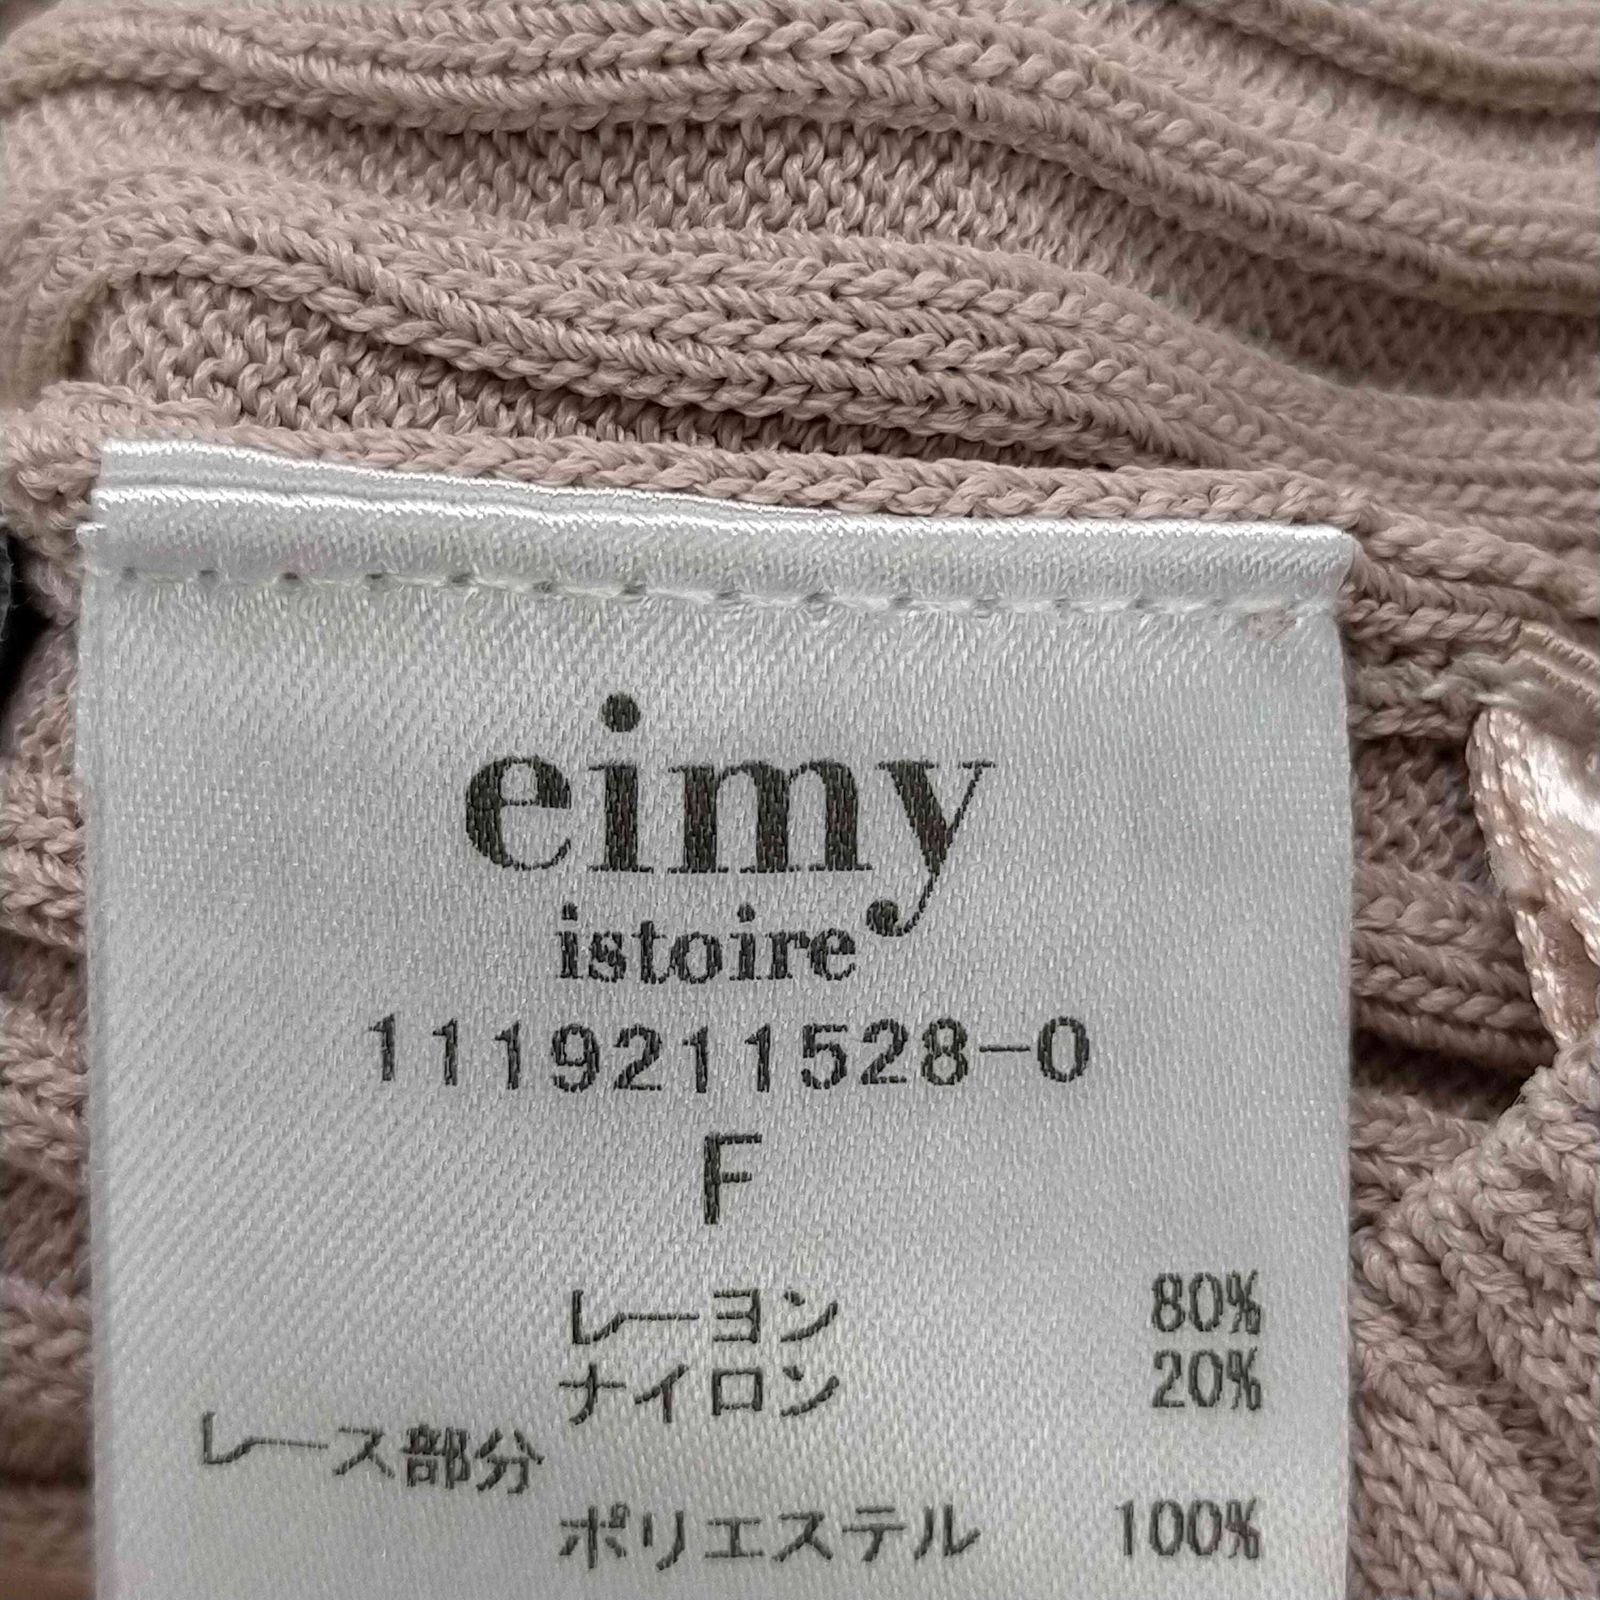 eimy
istoire
1119211528-0
F
レーヨン 80%
ナイロン 20%
レース部分
ポリエステル 100%